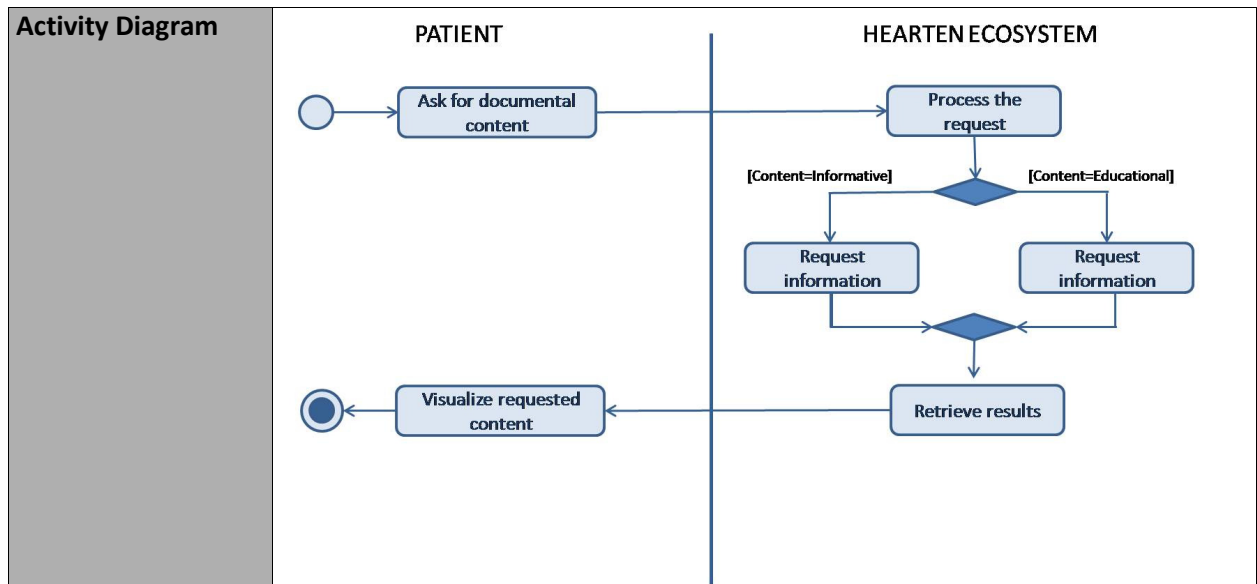 Activity Diagram
PATIENT
HEARTEN ECOSYSTEM
Ask for documental
content
Process the
request
[Content=Informative]
[Content=Educational]
Request
information
Request
information
Visualize requested
content
Retrieve results